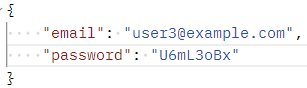 {
    "email": "user3@example.com",
    "password": "U6mL3oBx"
}